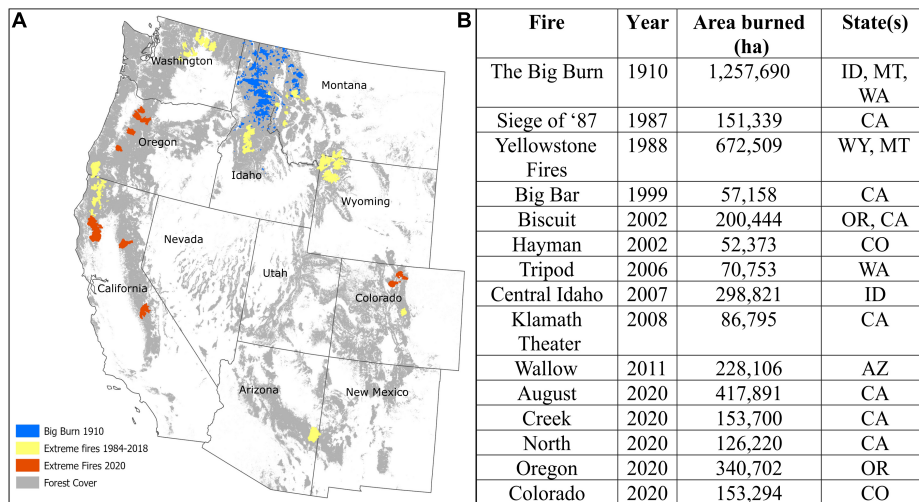 A
Washington
Montana
Oregon
Idaho
Wyoming
Nevada
Utah
California
Colorado
Arizona
New Mexico
Big Burn 1910
Extreme fires 1984-2018
Extreme Fires 2020
Forest Cover
B
Fire Year Area burned (ha) State(s)
The Big Burn 1910 1,257,690 ID, MT, WA
Siege of ‘87 1987 151,339 CA
Yellowstone Fires 1988 672,509 WY, MT
Big Bar 1999 57,158 CA
Biscuit 2002 200,444 OR, CA
Hayman 2002 52,373 CO
Tripod 2006 70,753 WA
Central Idaho 2007 298,821 ID
Klamath Theater 2008 86,795 CA
Wallow 2011 228,106 AZ
August 2020 417,891 CA
Creek 2020 153,700 CA
North 2020 126,220 CA
Oregon 2020 340,702 OR
Colorado 2020 153,294 CO